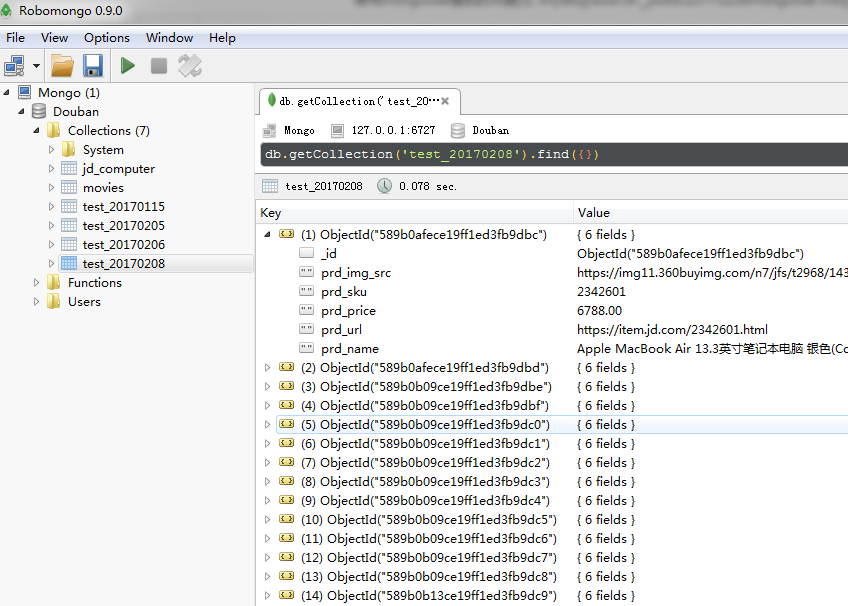 Robomongo 0.9.0
File View Options Window Help
Mongo (1)
Douban
Collections (7)
System
jd_computer
movies
test_20170115
test_20170205
test_20170206
test_20170208
Functions
Users
db.getCollection('test_20···
Mongo 127.0.0.1:6727 Douban
db.getCollection('test_20170208').find({})
test_20170208 0.078 sec.
Key Value
(1) ObjectId("589b0afece19ff1ed3fb9dbc") { 6 fields }
_id ObjectId("589b0afece19ff1ed3fb9dbc")
prd_img_src https://img11.360buyimg.com/n7/jfs/t2968/143
prd_sku 2342601
prd_price 6788.00
prd_url https://item.jd.com/2342601.html
prd_name Apple MacBook Air 13.3英寸笔记本电脑 银色(Co
(2) ObjectId("589b0afece19ff1ed3fb9dbd") { 6 fields }
(3) ObjectId("589b0b09ce19ff1ed3fb9dbe") { 6 fields }
(4) ObjectId("589b0b09ce19ff1ed3fb9dbf") { 6 fields }
(5) ObjectId("589b0b09ce19ff1ed3fb9dc0") { 6 fields }
(6) ObjectId("589b0b09ce19ff1ed3fb9dc1") { 6 fields }
(7) ObjectId("589b0b09ce19ff1ed3fb9dc2") { 6 fields }
(8) ObjectId("589b0b09ce19ff1ed3fb9dc3") { 6 fields }
(9) ObjectId("589b0b09ce19ff1ed3fb9dc4") { 6 fields }
(10) ObjectId("589b0b09ce19ff1ed3fb9dc5") { 6 fields }
(11) ObjectId("589b0b09ce19ff1ed3fb9dc6") { 6 fields }
(12) ObjectId("589b0b09ce19ff1ed3fb9dc7") { 6 fields }
(13) ObjectId("589b0b09ce19ff1ed3fb9dc8") { 6 fields }
(14) ObjectId("589b0b13ce19ff1ed3fb9dc9") { 6 fields }